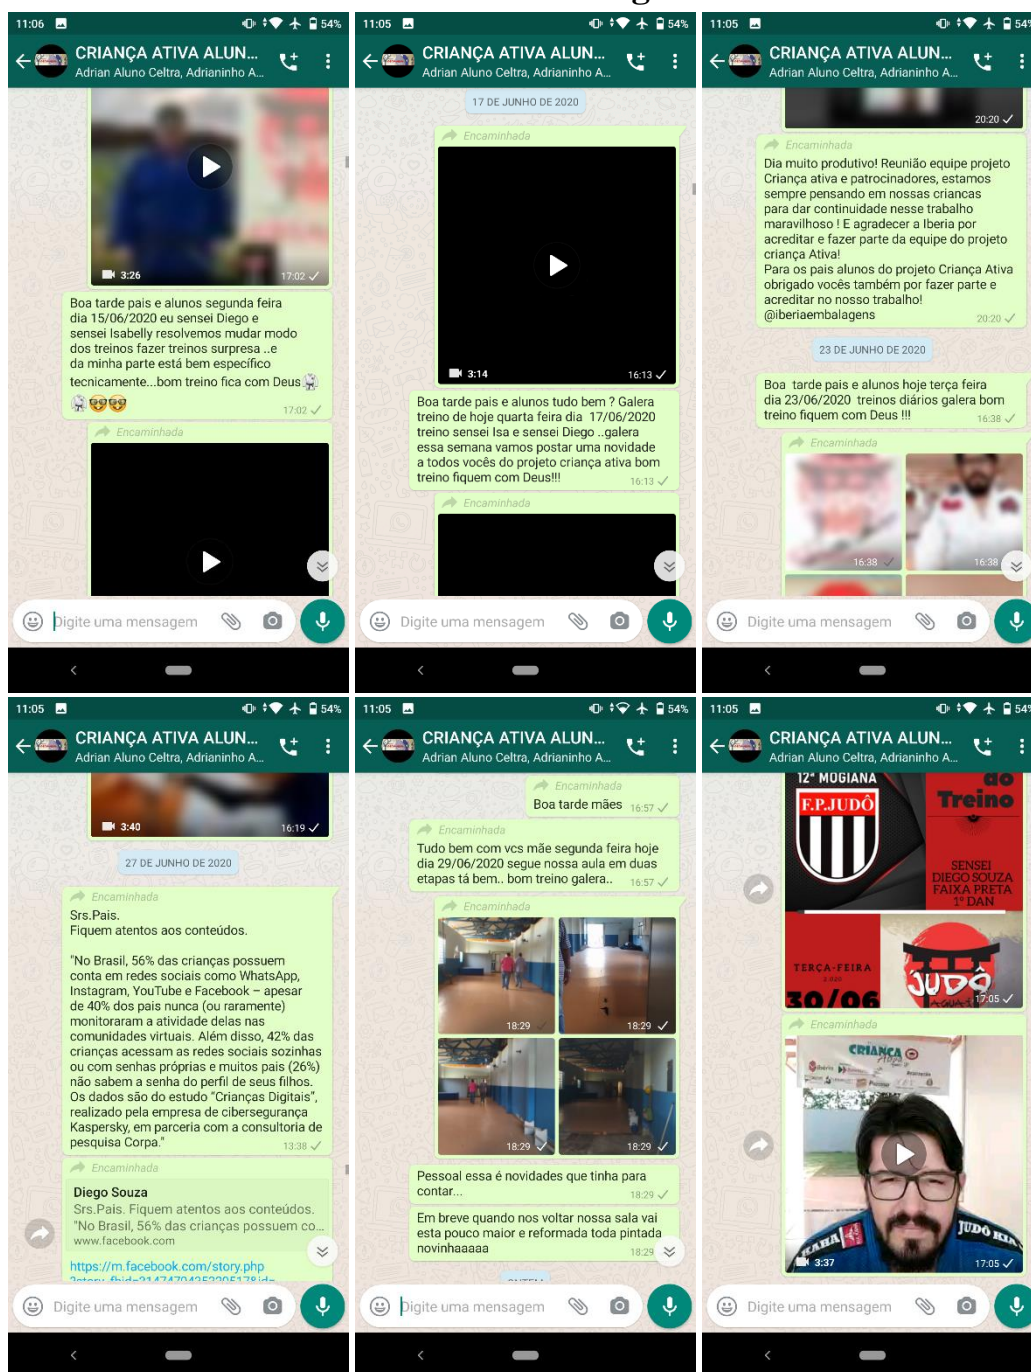 11:06 54%
CRIANÇA ATIVA ALUN...
Adrian Aluno Celtra, Adrianinho A...
3:26 17:02
Boa tarde pais e alunos segunda feira
dia 15/06/2020 eu sensei Diego e
sensei Isabelly resolvemos mudar modo
dos treinos fazer treinos surpresa ..e
da minha parte está bem específico
tecnicamente...bom treino fica com Deus
17:02
Encaminhada
Digite uma mensagem
11:05 54%
CRIANÇA ATIVA ALUN...
Adrian Aluno Celtra, Adrianinho A...
17 DE JUNHO DE 2020
Encaminhada
3:14 16:13
Boa tarde pais e alunos tudo bem ? Galera
treino de hoje quarta feira dia 17/06/2020
treino sensei Isa e sensei Diego ..galera
essa semana vamos postar uma novidade
a todos vocês do projeto criança ativa bom
treino fiquem com Deus!!!
16:13
Encaminhada
Digite uma mensagem
11:05 54%
CRIANÇA ATIVA ALUN...
Adrian Aluno Celtra, Adrianinho A...
20:20
Encaminhada
Dia muito produtivo! Reunião equipe projeto
Criança ativa e patrocinadores, estamos
sempre pensando em nossas criancas
para dar continuidade nesse trabalho
maravilhoso ! E agradecer a Iberia por
acreditar e fazer parte da equipe do projeto
criança Ativa!
Para os pais alunos do projeto Criança Ativa
obrigado vocês também por fazer parte e
acreditar no nosso trabalho!
@iberiaembalagens 20:20
23 DE JUNHO DE 2020
Boa tarde pais e alunos hoje terça feira
dia 23/06/2020 treinos diários galera bom
treino fiquem com Deus !!! 16:38
Encaminhada
16:38 16:38
Digite uma mensagem
11:05 54%
CRIANÇA ATIVA ALUN...
Adrian Aluno Celtra, Adrianinho A...
3:40 16:19
27 DE JUNHO DE 2020
Encaminhada
Srs.Pais.
Fiquem atentos aos conteúdos.
"No Brasil, 56% das crianças possuem
conta em redes sociais como WhatsApp,
Instagram, YouTube e Facebook – apesar
de 40% dos pais nunca (ou raramente)
monitoraram a atividade delas nas
comunidades virtuais. Além disso, 42% das
crianças acessam as redes sociais sozinhas
ou com senhas próprias e muitos pais (26%)
não sabem a senha do perfil de seus filhos.
Os dados são do estudo "Crianças Digitais",
realizado pela empresa de cibersegurança
Kaspersky, em parceria com a consultoria de
pesquisa Corpa." 13:38
Encaminhada
Diego Souza
Srs.Pais. Fiquem atentos aos conteúdos.
"No Brasil, 56% das crianças possuem co...
www.facebook.com
https://m.facebook.com/story.php
Digite uma mensagem
11:05 54%
CRIANÇA ATIVA ALUN...
Adrian Aluno Celtra, Adrianinho A...
Encaminhada
Boa tarde mães 16:57
Encaminhada
Tudo bem com vcs mãe segunda feira hoje
dia 29/06/2020 segue nossa aula em duas
etapas tá bem.. bom treino galera.. 16:57
Encaminhada
18:29 18:29
18:29 18:29
Pessoal essa é novidades que tinha para
contar... 18:29
Em breve quando nos voltar nossa sala vai
esta pouco maior e reformada toda pintada
novinhaaaaa 18:29
Digite uma mensagem
11:05 54%
CRIANÇA ATIVA ALUN...
Adrian Aluno Celtra, Adrianinho A...
12ª MOGIANA
F.P.JUDÔ
do
Treino
SENSEI
DIEGO SOUZA
FAIXA PRETA
1º DAN
TERÇA-FEIRA
30/06
JUDÔ
17:05
Encaminhada
CRIANÇA
3:37 17:05
Digite uma mensagem